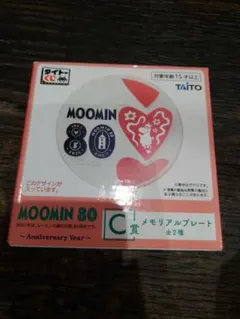 タイトー
くじ
対象年齢15才以上
TAITO
MOOMIN
80
このデザインが
入っています。
MOOMIN 80
~ Anniversary Year ~
C賞
メモリアルプレート
全2種